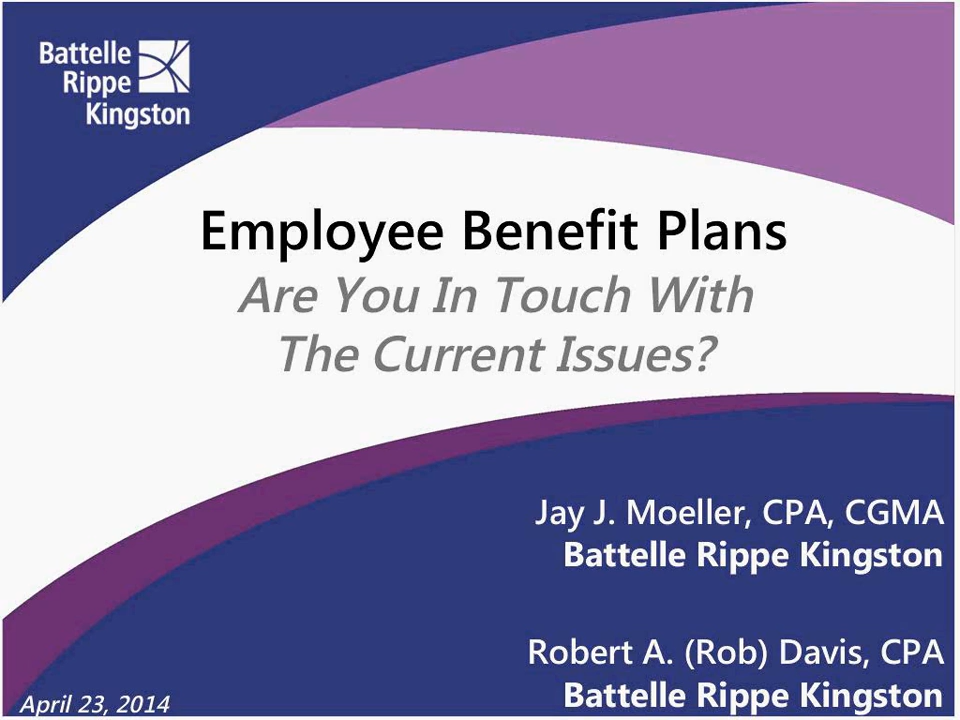 Battelle
Rippe
Kingston
Employee Benefit Plans
Are You In Touch With
The Current Issues?
Jay J. Moeller, CPA, CGMA
Battelle Rippe Kingston
Robert A. (Rob) Davis, CPA
Battelle Rippe Kingston
April 23, 2014